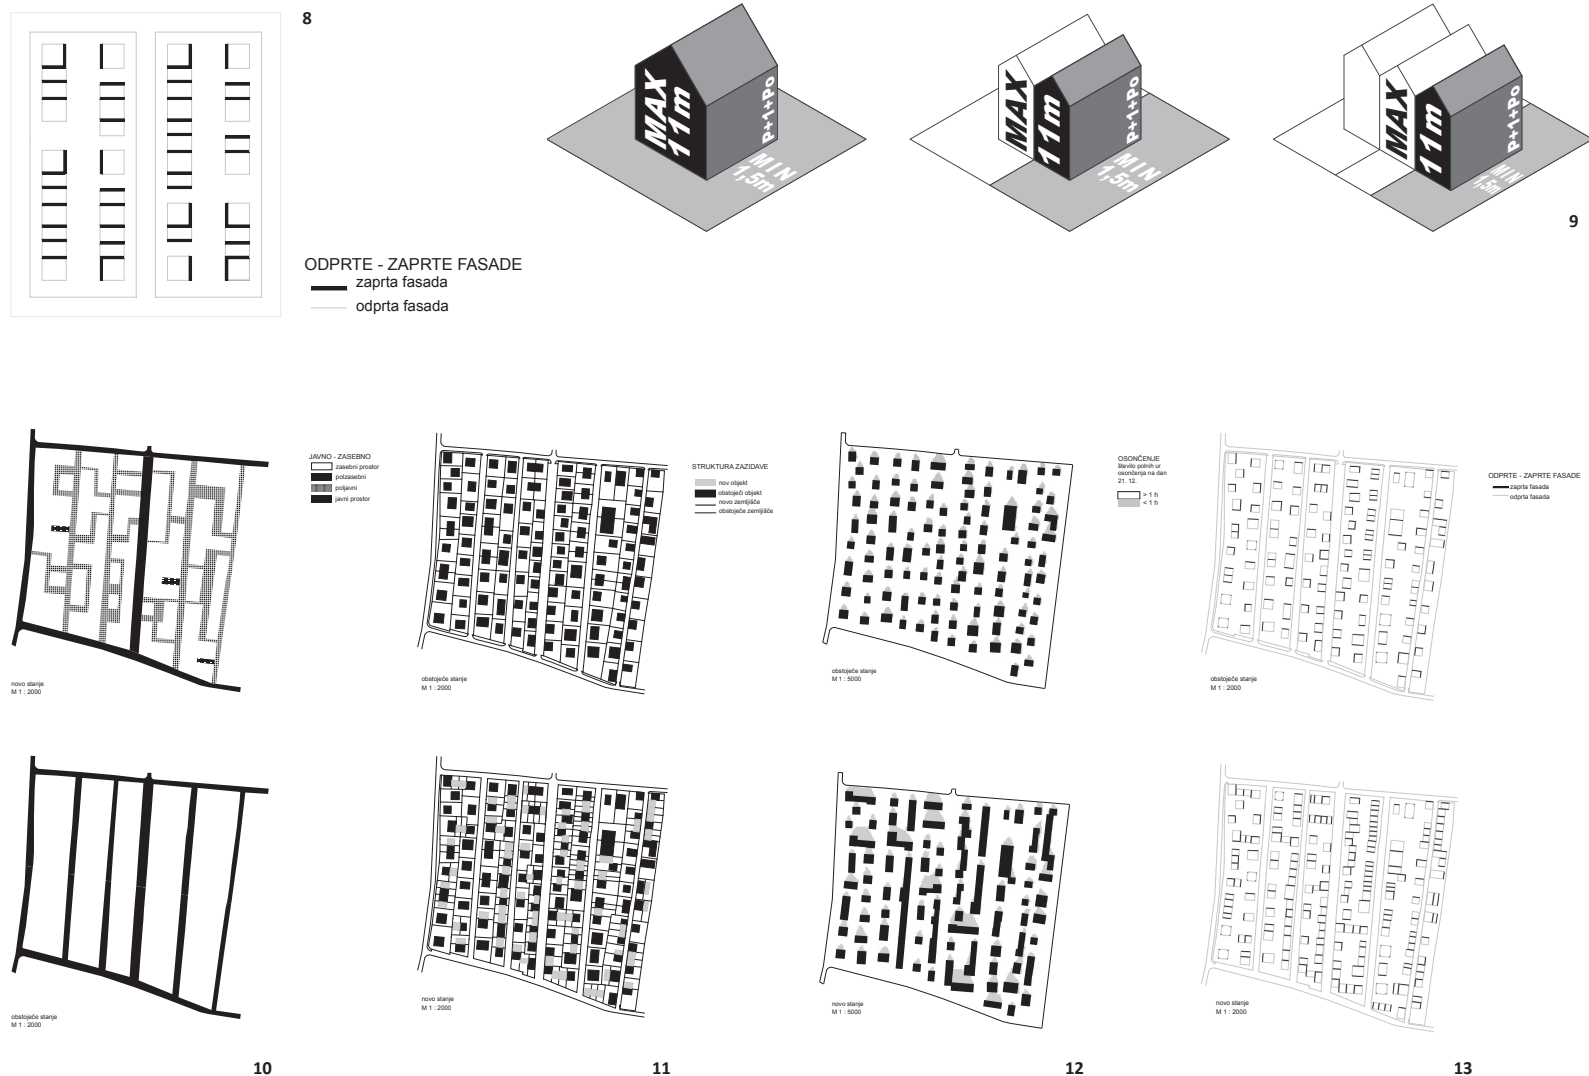 8
ODPRTE - ZAPRTE FASADE
zaprta fasada
odprta fasada
MAX
11m
P+1+Po
MIN
1,5m
MAX
11m
P+1+Po
MIN
1,5m
MAX
11m
P+1+Po
MIN
1,5m
9
JAVNO - ZASEBNO
zasebni prostor
polzasebni
poljavni
javni prostor
novo stanje
M 1 : 2000
obstoječe stanje
M 1 : 2000
10
STRUKTURA ZAZIDAVE
nov objekt
obstoječi objekt
novo zemljišče
obstoječe zemljišče
obstoječe stanje
M 1 : 2000
novo stanje
M 1 : 2000
11
OSONČENJE
število polnih ur
osončenja na dan
21. 12.
> 1 h
< 1 h
obstoječe stanje
M 1 : 5000
novo stanje
M 1 : 5000
12
ODPRTE - ZAPRTE FASADE
zaprta fasada
odprta fasada
obstoječe stanje
M 1 : 2000
novo stanje
M 1 : 2000
13